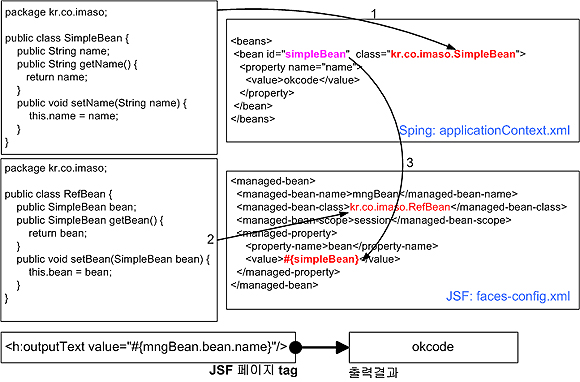 package kr.co.imaso;
public class SimpleBean {
public String name;
public String getName() {
return name;
}
public void setName(String name) {
this.name = name;
}
}
1
<beans>
<bean id="simpleBean" class="kr.co.imaso.SimpleBean">
<property name="name">
<value>okcode</value>
</property>
</bean>
</beans>
Sping: applicationContext.xml
3
package kr.co.imaso;
public class RefBean {
public SimpleBean bean;
public SimpleBean getBean() {
return bean;
}
public void setBean(SimpleBean bean) {
this.bean = bean;
}
}
2
<managed-bean>
<managed-bean-name>mngBean</managed-bean-name>
<managed-bean-class>kr.co.imaso.RefBean</managed-bean-class>
<managed-bean-scope>session</managed-bean-scope>
<managed-property>
<property-name>bean</property-name>
<value>#{simpleBean}</value>
</managed-property>
</managed-bean>
JSF: faces-config.xml
<h:outputText value="#{mngBean.bean.name}"/>
okcode
JSF 페이지 tag
출력결과